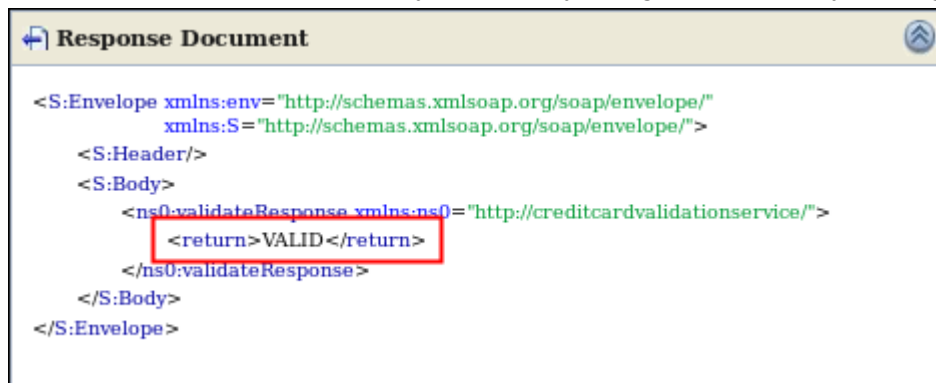 Response Document
<S:Envelope xmlns:env="http://schemas.xmlsoap.org/soap/envelope/"
xmlns:S="http://schemas.xmlsoap.org/soap/envelope/">
<S:Header/>
<S:Body>
<ns0:validateResponse xmlns:ns0="http://creditcardvalidationservice/">
<return>VALID</return>
</ns0:validateResponse>
</S:Body>
</S:Envelope>